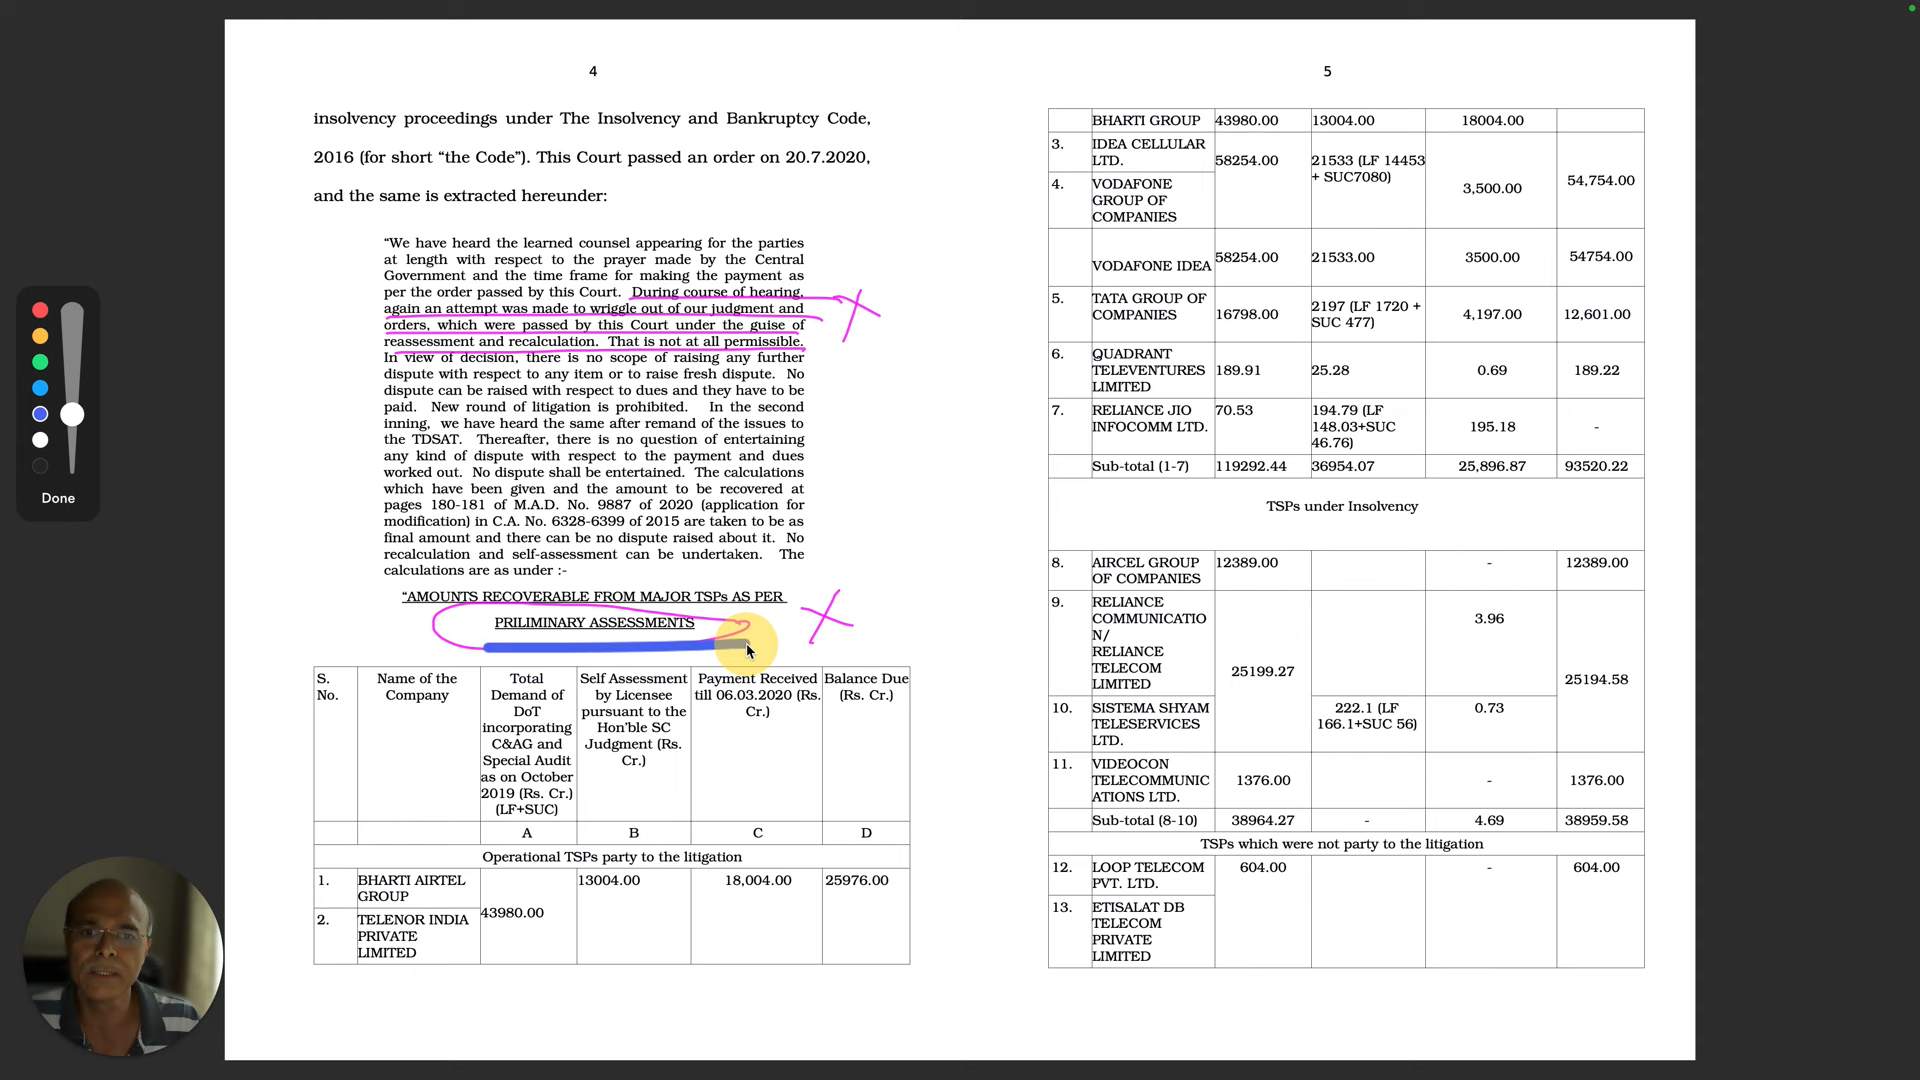 4
insolvency proceedings under The Insolvency and Bankruptcy Code,
2016 (for short “the Code”). This Court passed an order on 20.7.2020,
and the same is extracted hereunder:
“We have heard the learned counsel appearing for the parties
at length with respect to the prayer made by the Central
Government and the time frame for making the payment as
per the order passed by this Court. During course of hearing,
again an attempt was made to wriggle out of our judgment and
orders, which were passed by this Court under the guise of
reassessment and recalculation. That is not at all permissible.
In view of decision, there is no scope of raising any further
dispute with respect to any item or to raise fresh dispute. No
dispute can be raised with respect to dues and they have to be
paid. New round of litigation is prohibited. In the second
inning, we have heard the same after remand of the issues to
the TDSAT. Thereafter, there is no question of entertaining
any kind of dispute with respect to the payment and dues
worked out. No dispute shall be entertained. The calculations
which have been given and the amount to be recovered at
pages 180-181 of M.A.D. No. 9887 of 2020 (application for
modification) in C.A. No. 6328-6399 of 2015 are taken to be as
final amount and there can be no dispute raised about it. No
recalculation and self-assessment can be undertaken. The
calculations are as under :-
“AMOUNTS RECOVERABLE FROM MAJOR TSPs AS PER
PRILIMINARY ASSESSMENTS
S. No.
Name of the Company
Total Demand of DoT incorporating C&AG and Special Audit as on October 2019 (Rs. Cr.) (LF+SUC)
Self Assessment by Licensee pursuant to the Hon’ble SC Judgment (Rs. Cr.)
Payment Received till 06.03.2020 (Rs. Cr.)
Balance Due (Rs. Cr.)
A B C D
Operational TSPs party to the litigation
1. BHARTI AIRTEL GROUP 43980.00 13004.00 18,004.00 25976.00
2. TELENOR INDIA PRIVATE LIMITED
5
BHARTI GROUP 43980.00 13004.00 18004.00
3. IDEA CELLULAR LTD. 58254.00 21533 (LF 14453 + SUC7080) 3,500.00 54,754.00
4. VODAFONE GROUP OF COMPANIES
VODAFONE IDEA 58254.00 21533.00 3500.00 54754.00
5. TATA GROUP OF COMPANIES 16798.00 2197 (LF 1720 + SUC 477) 4,197.00 12,601.00
6. QUADRANT TELEVENTURES LIMITED 189.91 25.28 0.69 189.22
7. RELIANCE JIO INFOCOMM LTD. 70.53 194.79 (LF 148.03+SUC 46.76) 195.18 -
Sub-total (1-7) 119292.44 36954.07 25,896.87 93520.22
TSPs under Insolvency
8. AIRCEL GROUP OF COMPANIES 12389.00 - 12389.00
9. RELIANCE COMMUNICATIO N/ RELIANCE TELECOM LIMITED 25199.27 3.96 25194.58
10. SISTEMA SHYAM TELESERVICES LTD. 222.1 (LF 166.1+SUC 56) 0.73
11. VIDEOCON TELECOMMUNIC ATIONS LTD. 1376.00 - 1376.00
Sub-total (8-10) 38964.27 - 4.69 38959.58
TSPs which were not party to the litigation
12. LOOP TELECOM PVT. LTD. 604.00 - 604.00
13. ETISALAT DB TELECOM PRIVATE LIMITED
Done